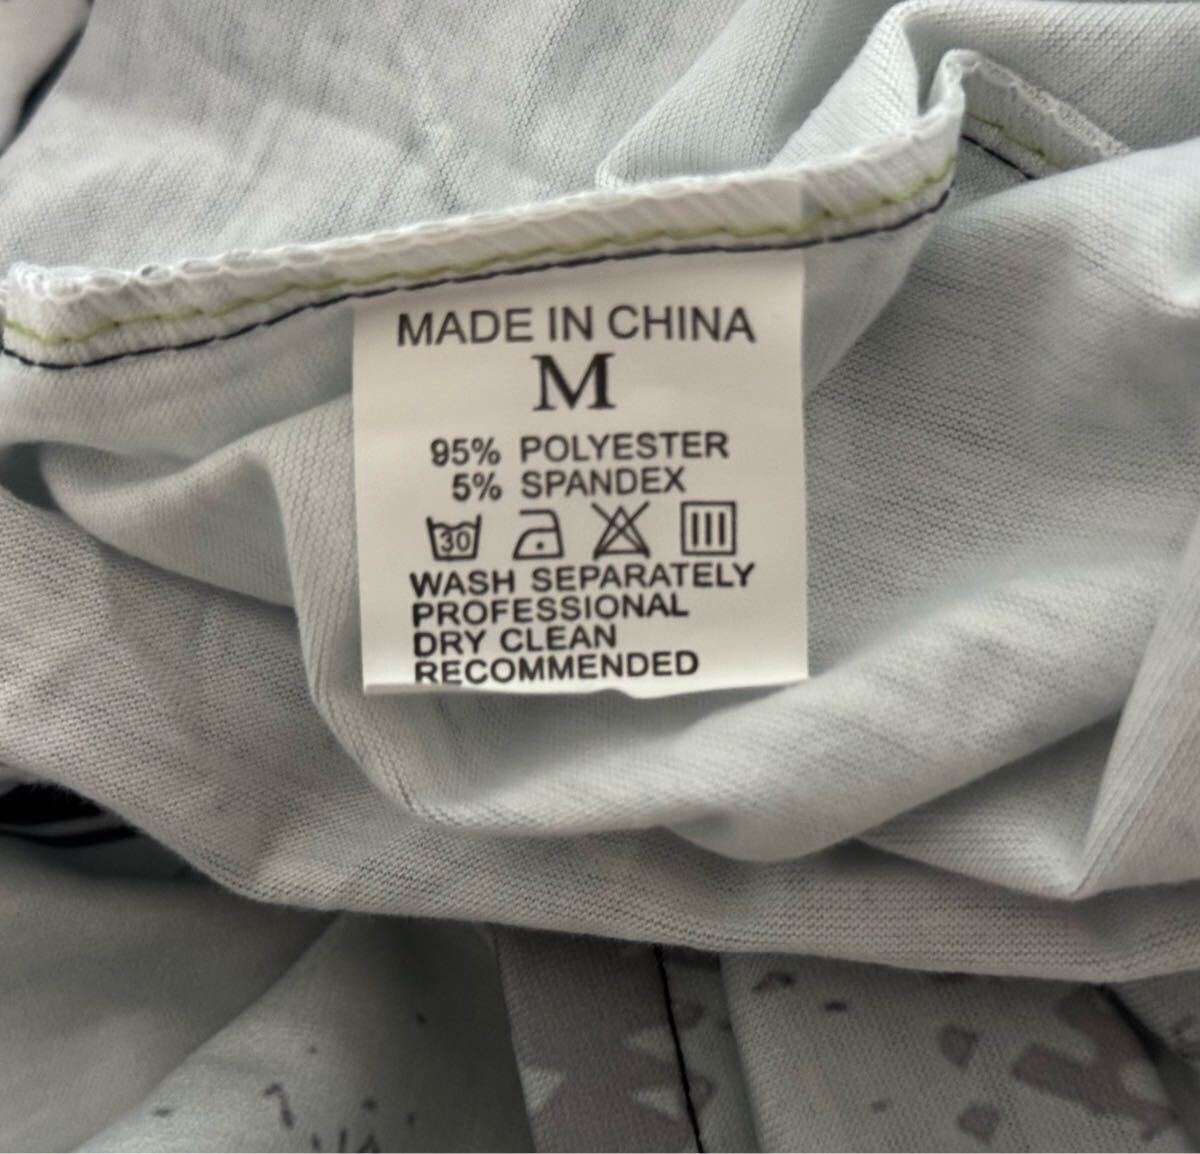 MADE IN CHINA
M
95% POLYESTER
5% SPANDEX
30
WASH SEPARATELY
PROFESSIONAL
DRY CLEAN
RECOMMENDED